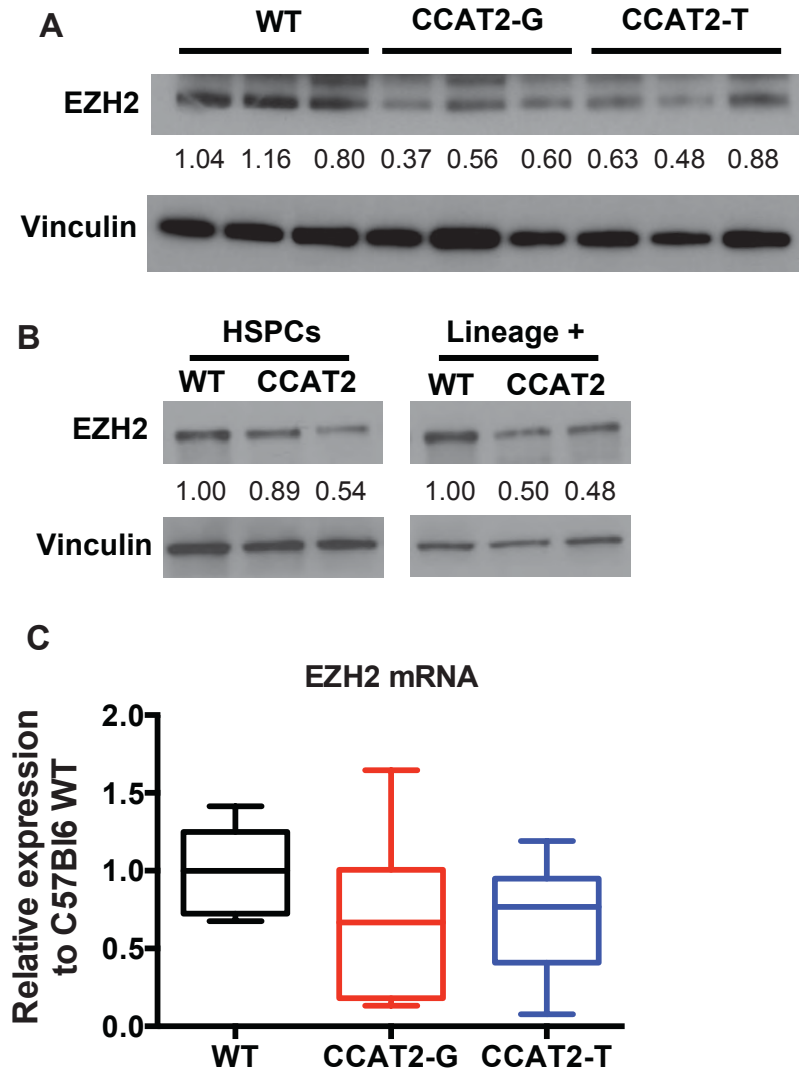 A
WT CCAT2-G CCAT2-T
EZH2
1.04 1.16 0.80 0.37 0.56 0.60 0.63 0.48 0.88
Vinculin
B
HSPCs Lineage +
WT CCAT2 WT CCAT2
EZH2
1.00 0.89 0.54 1.00 0.50 0.48
Vinculin
C
EZH2 mRNA
Relative expression
to C57Bl6 WT
2.0
1.5
1.0
0.5
0.0
WT CCAT2-G CCAT2-T